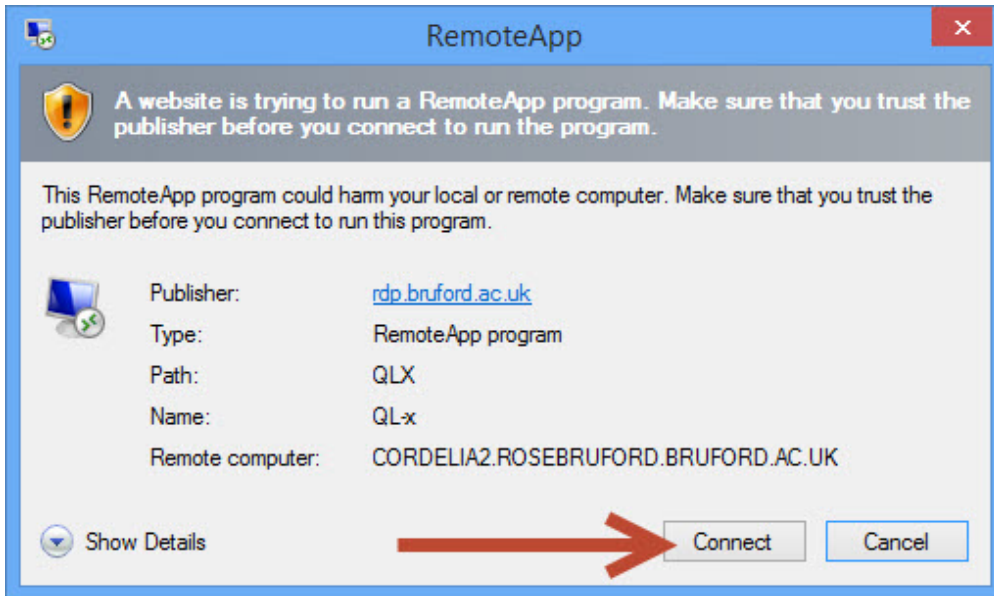 RemoteApp
A website is trying to run a RemoteApp program. Make sure that you trust the
publisher before you connect to run the program.
This RemoteApp program could harm your local or remote computer. Make sure that you trust the
publisher before you connect to run this program.
Publisher: rdp.bruford.ac.uk
Type: RemoteApp program
Path: QLX
Name: QL-x
Remote computer: CORDELIA2.ROSEBRUFORD.BRUFORD.AC.UK
Show Details Connect Cancel